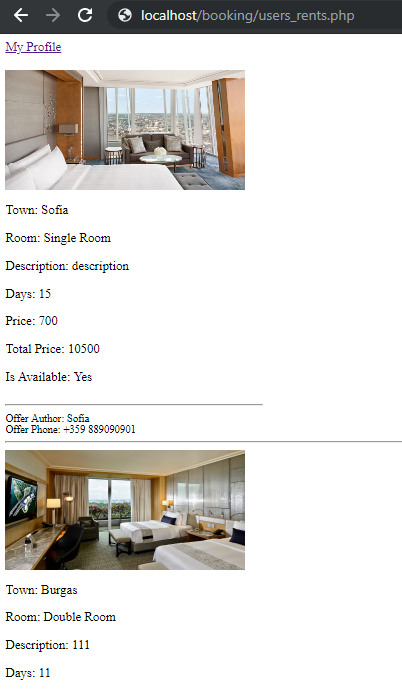 localhost/booking/users_rents.php
My Profile
Town: Sofia
Room: Single Room
Description: description
Days: 15
Price: 700
Total Price: 10500
Is Available: Yes
Offer Author: Sofia
Offer Phone: +359 889090901
Town: Burgas
Room: Double Room
Description: 111
Days: 11